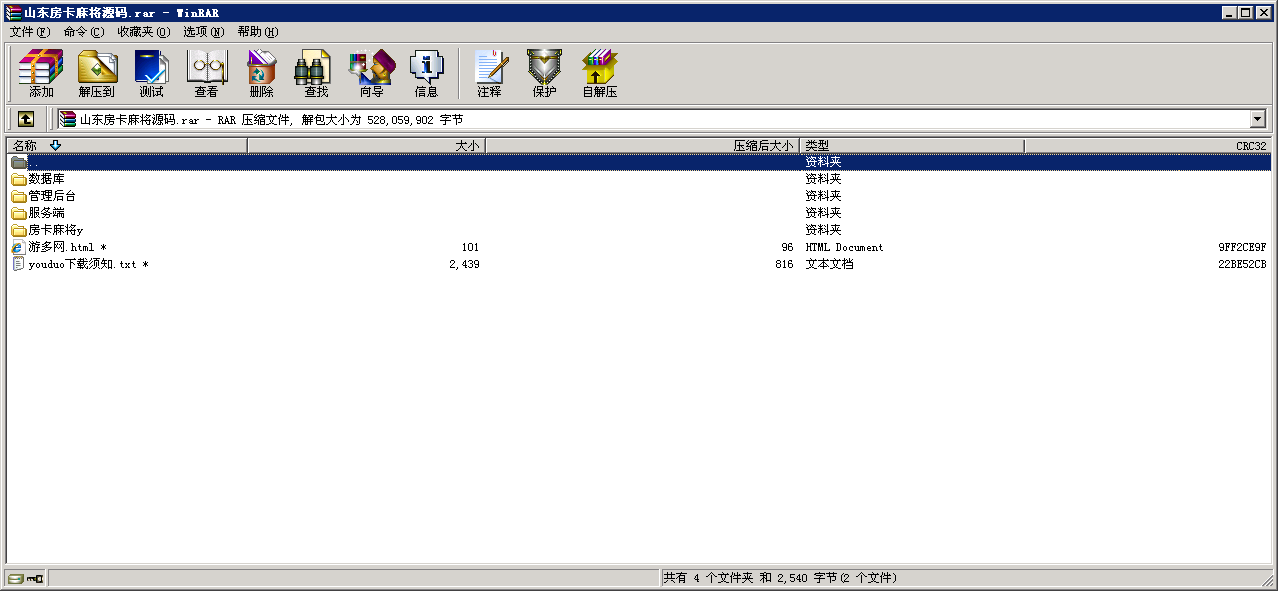 山东房卡麻将源码.rar - WinRAR
文件(F) 命令(C) 收藏夹(O) 选项(N) 帮助(H)
添加 解压到 测试 查看 删除 查找 向导 信息 注释 保护 自解压
山东房卡麻将源码.rar - RAR 压缩文件, 解包大小为 528,059,902 字节
名称 大小 压缩后大小 类型 CRC32
.. 资料夹
数据库 资料夹
管理后台 资料夹
服务端 资料夹
房卡麻将y 资料夹
游多网.html * 101 96 HTML Document 9FF2CE9F
youduo下载须知.txt * 2,439 816 文本文档 22BE52CB
共有 4 个文件夹 和 2,540 字节(2 个文件)